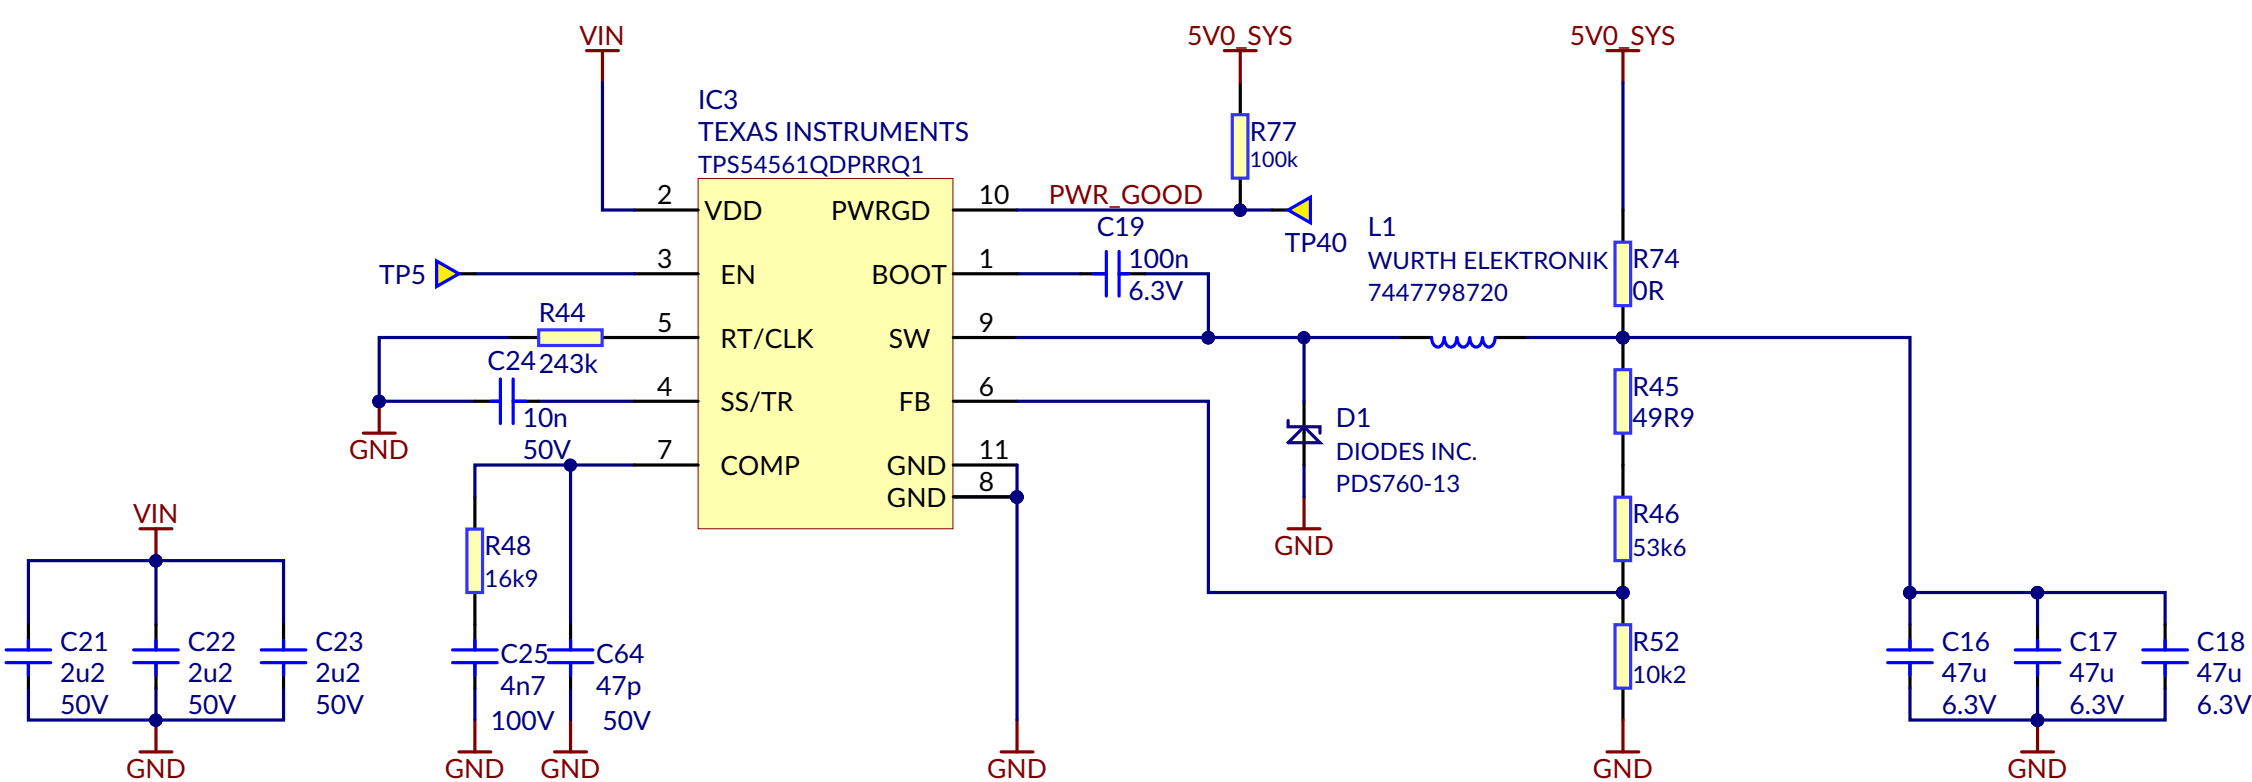 VIN
5V0_SYS
5V0_SYS
IC3
TEXAS INSTRUMENTS
TPS54561QDPRRQ1
R77
100k
2
VDD
PWRGD
10
PWR_GOOD
TP40
C19
100n
6.3V
L1
WURTH ELEKTRONIK
7447798720
R74
0R
TP5
3
EN
BOOT
1
R44
243k
5
RT/CLK
SW
9
C24
10n
50V
4
SS/TR
FB
6
GND
R45
49R9
D1
DIODES INC.
PDS760-13
GND
7
COMP
GND
11
GND
8
R46
53k6
VIN
R48
16k9
C21
2u2
50V
C22
2u2
50V
C23
2u2
50V
C25
4n7
100V
C64
47p
50V
R52
10k2
C16
47u
6.3V
C17
47u
6.3V
C18
47u
6.3V
GND
GND
GND
GND
GND
GND